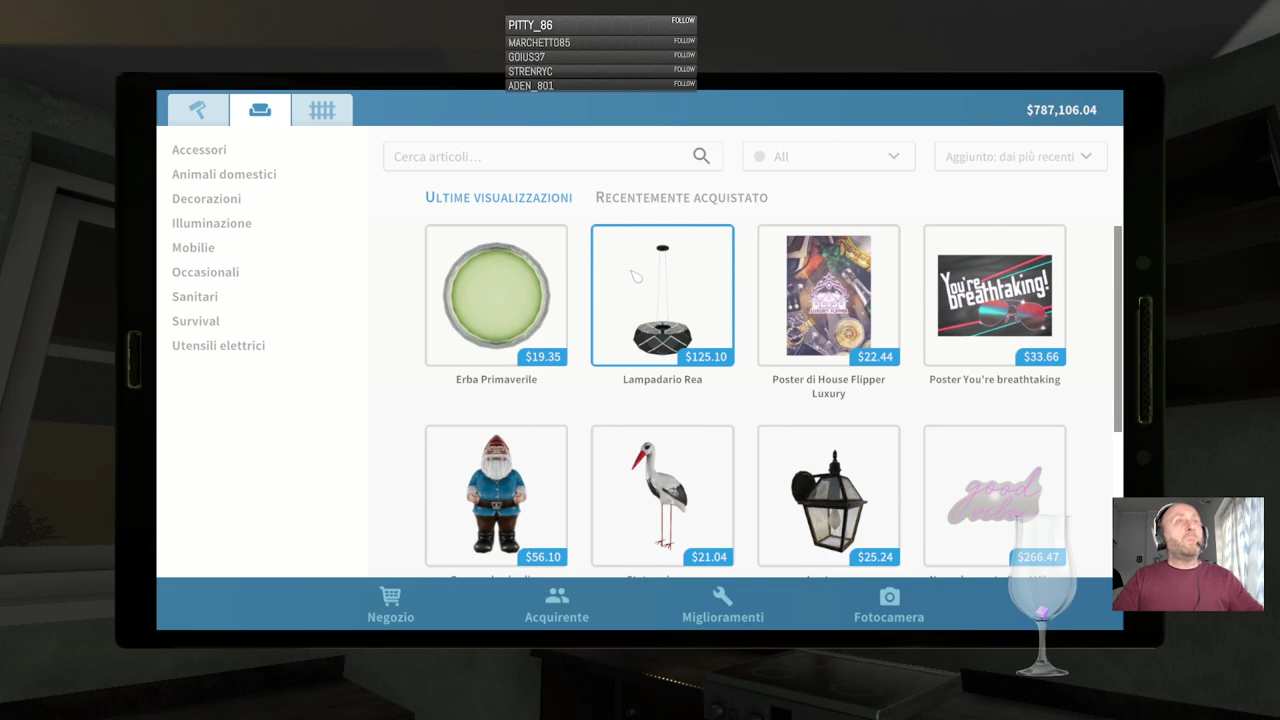 PITTY_86 FOLLOW
MARCHETTO85 FOLLOW
GOIUS37 FOLLOW
STRENRYC FOLLOW
ADEN_801 FOLLOW
$787,106.04
Accessori
Animali domestici
Decorazioni
Illuminazione
Mobilie
Occasionali
Sanitari
Survival
Utensili elettrici
Cerca articoli...
All
Aggiunto: dai più recenti
Ultime visualizzazioni
Recentemente acquistato
$19.35
Erba Primaverile
$125.10
Lampadario Rea
$22.44
Poster di House Flipper
Luxury
You're
breathtaking!
$33.66
Poster You're breathtaking
$56.10
$21.04
$25.24
good
vibes
$266.47
Negozio
Acquirente
Miglioramenti
Fotocamera